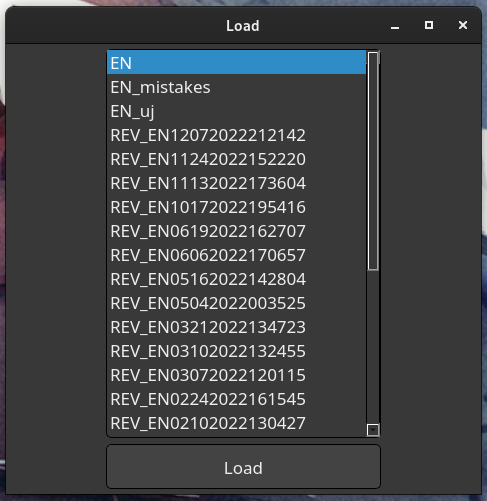 Load
EN
EN_mistakes
EN_uj
REV_EN12072022212142
REV_EN11242022152220
REV_EN11132022173604
REV_EN10172022195416
REV_EN06192022162707
REV_EN06062022170657
REV_EN05162022142804
REV_EN05042022003525
REV_EN03212022134723
REV_EN03102022132455
REV_EN03072022120115
REV_EN02242022161545
REV_EN02102022130427
Load